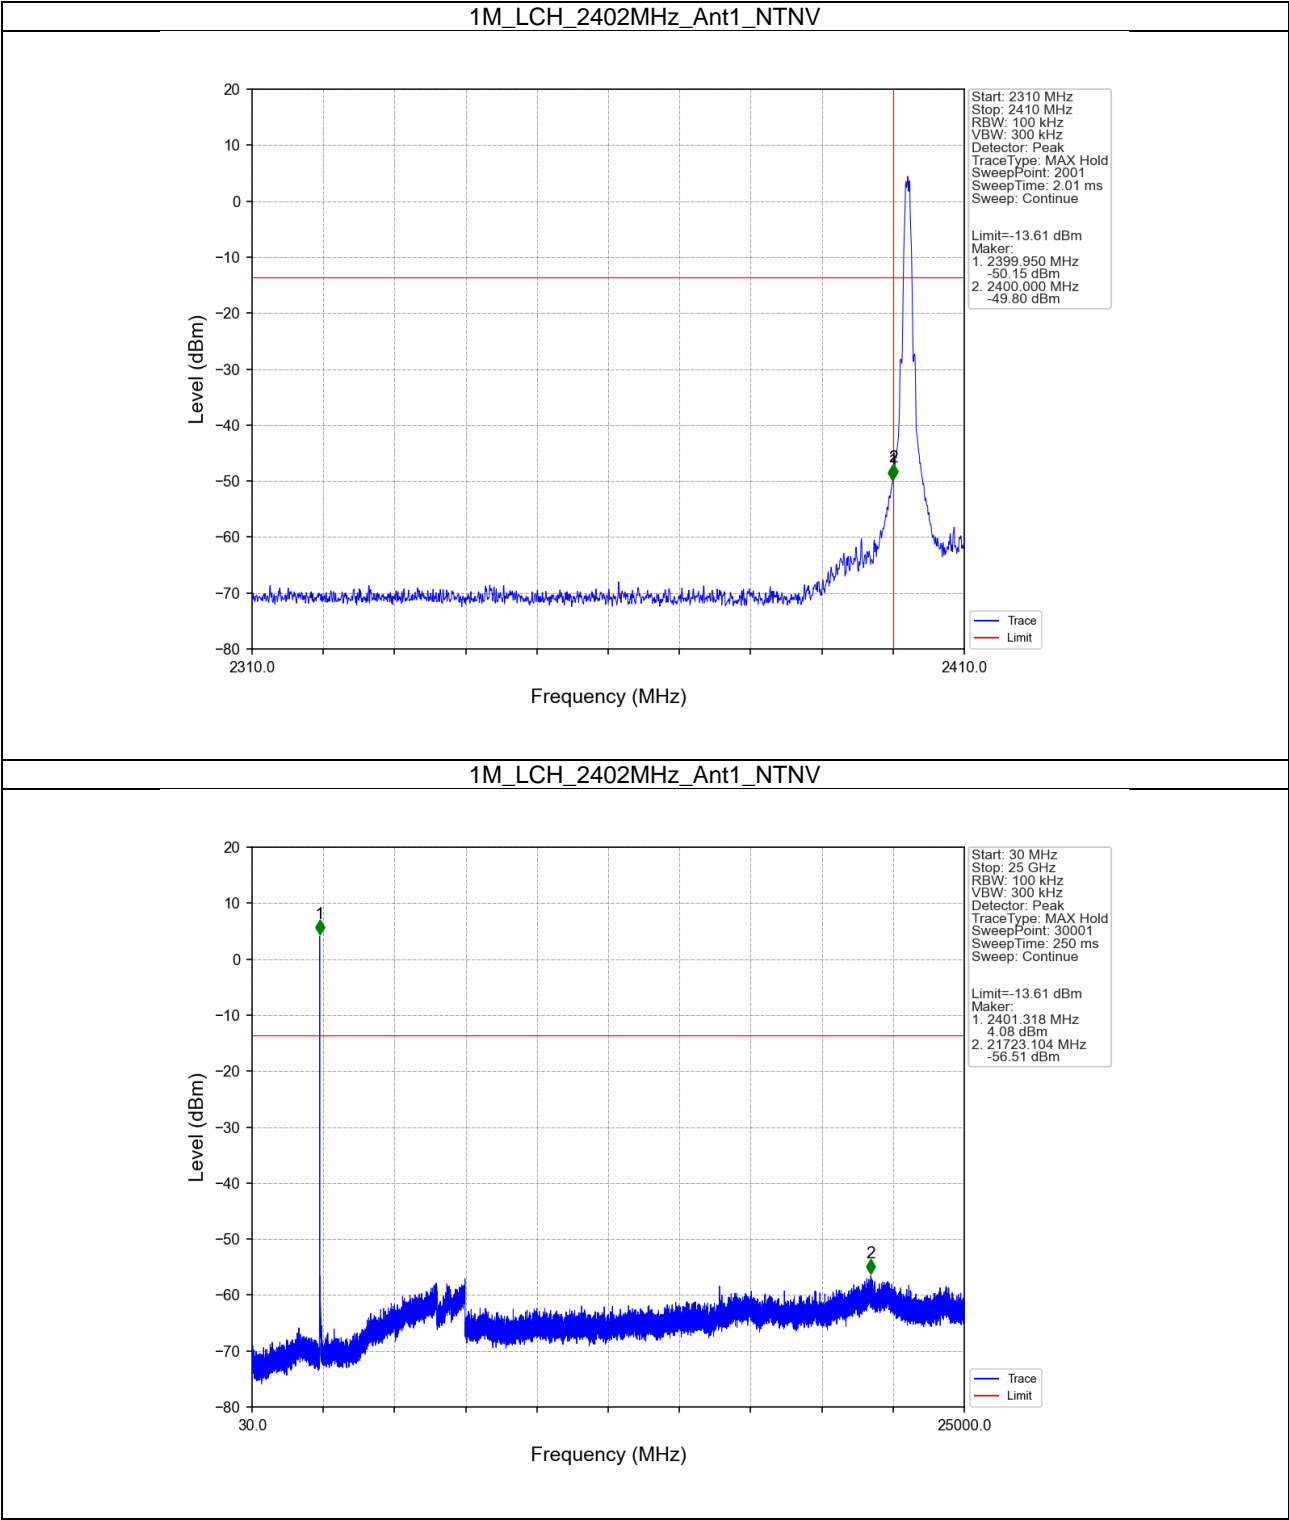 1M_LCH_2402MHz_Ant1_NTNV
20
10
0
−10
−20
−30
−40
−50
−60
−70
−80
Level (dBm)
2310.0
2410.0
Frequency (MHz)
2
Start: 2310 MHz
Stop: 2410 MHz
RBW: 100 kHz
VBW: 300 kHz
Detector: Peak
TraceType: MAX Hold
SweepPoint: 2001
SweepTime: 2.01 ms
Sweep: Continue
Limit=-13.61 dBm
Maker:
1. 2399.950 MHz
-50.15 dBm
2. 2400.000 MHz
-49.80 dBm
Trace
Limit
1M_LCH_2402MHz_Ant1_NTNV
20
10
0
−10
−20
−30
−40
−50
−60
−70
−80
Level (dBm)
30.0
25000.0
Frequency (MHz)
1
2
Start: 30 MHz
Stop: 25 GHz
RBW: 100 kHz
VBW: 300 kHz
Detector: Peak
TraceType: MAX Hold
SweepPoint: 30001
SweepTime: 250 ms
Sweep: Continue
Limit=-13.61 dBm
Maker:
1. 2401.318 MHz
4.08 dBm
2. 21723.104 MHz
-56.51 dBm
Trace
Limit